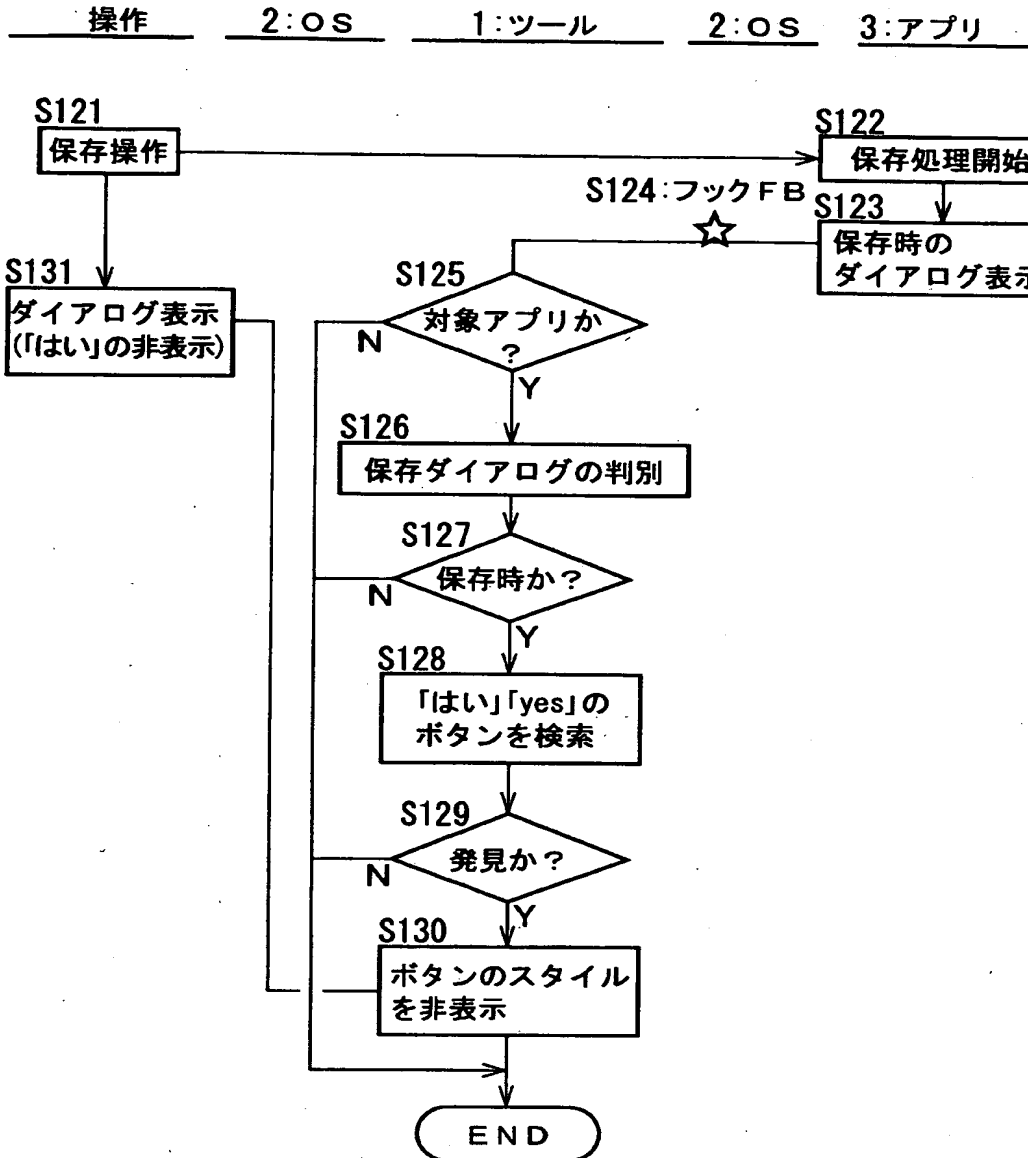 操作 2:OS 1:ツール 2:OS 3:アプリ
S121
保存操作
S122
保存処理開始
S124:フックFB
S123
保存時の
ダイアログ表示
S131
ダイアログ表示
(「はい」の非表示)
S125
対象アプリか
?
N
Y
S126
保存ダイアログの判別
S127
保存時か?
N
Y
S128
「はい」「yes」の
ボタンを検索
S129
発見か?
N
Y
S130
ボタンのスタイル
を非表示
END